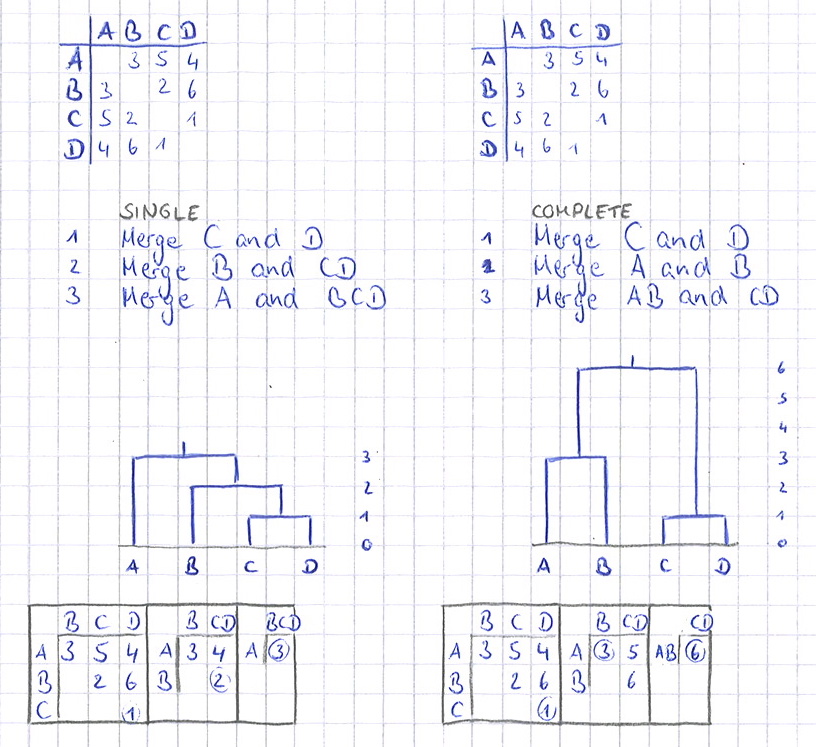 A B C D
A 3 5 4
B 3 2 6
C 5 2 1
D 4 6 1
SINGLE
1 Merge C and D
2 Merge B and CD
3 Merge A and BCD
3
2
1
0
A B C D
B C D
A 3 5 4
B 2 6
C 1
B CD
A 3 4
B 2
BCD
A 3
A B C D
A 3 5 4
B 3 2 6
C 5 2 1
D 4 6 1
COMPLETE
1 Merge C and D
2 Merge A and B
3 Merge AB and CD
6
5
4
3
2
1
0
A B C D
B C D
A 3 5 4
B 2 6
C 1
B CD
A 3 5
B 6
CD
AB 6